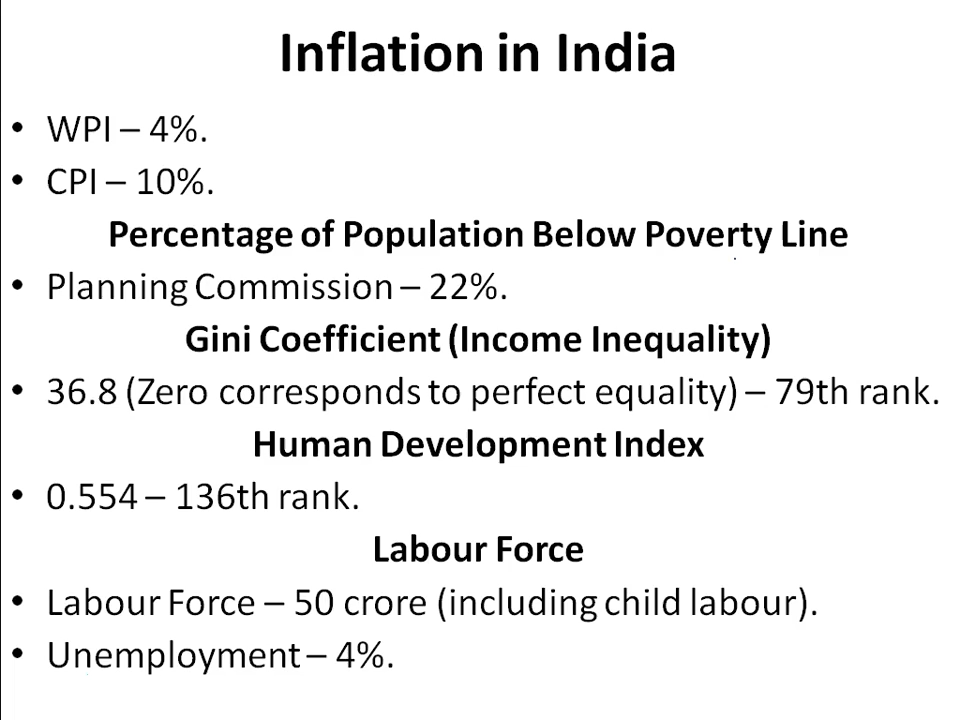 Inflation in India
• WPI – 4%.
• CPI – 10%.
Percentage of Population Below Poverty Line
• Planning Commission – 22%.
Gini Coefficient (Income Inequality)
• 36.8 (Zero corresponds to perfect equality) – 79th rank.
Human Development Index
• 0.554 – 136th rank.
Labour Force
• Labour Force – 50 crore (including child labour).
• Unemployment – 4%.